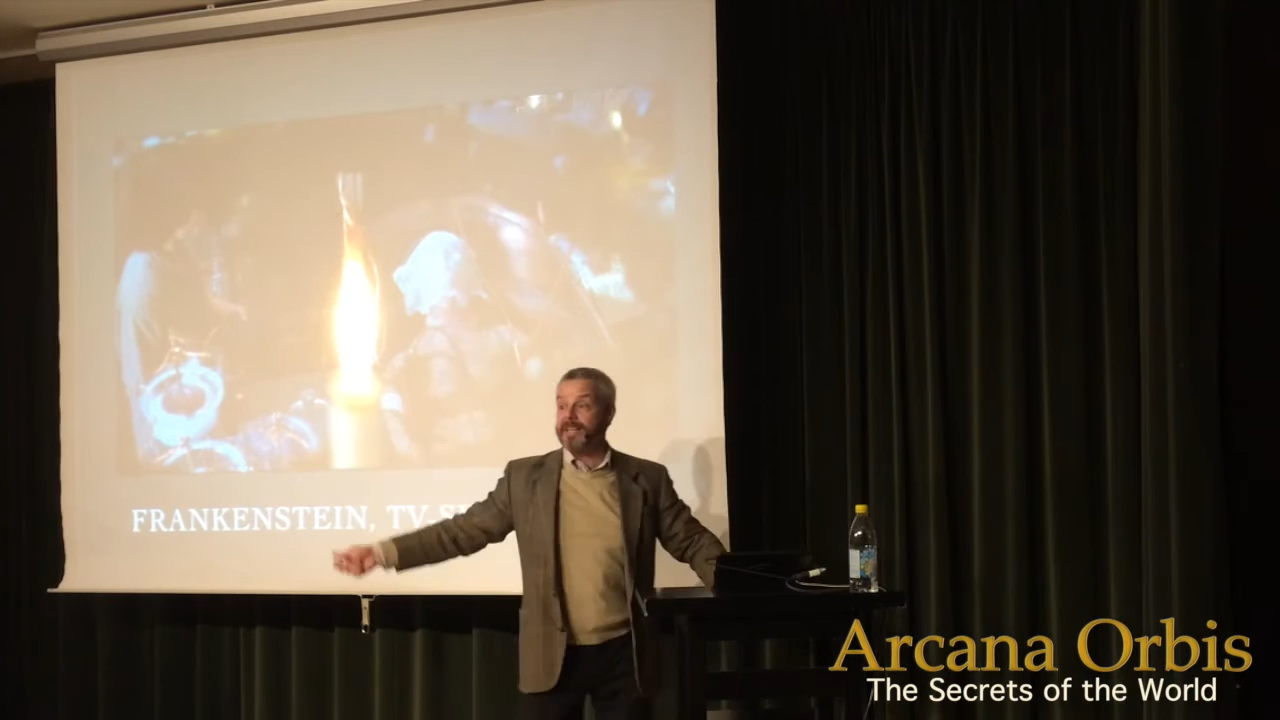 FRANKENSTEIN, TV-S
Arcana Orbis
The Secrets of the World